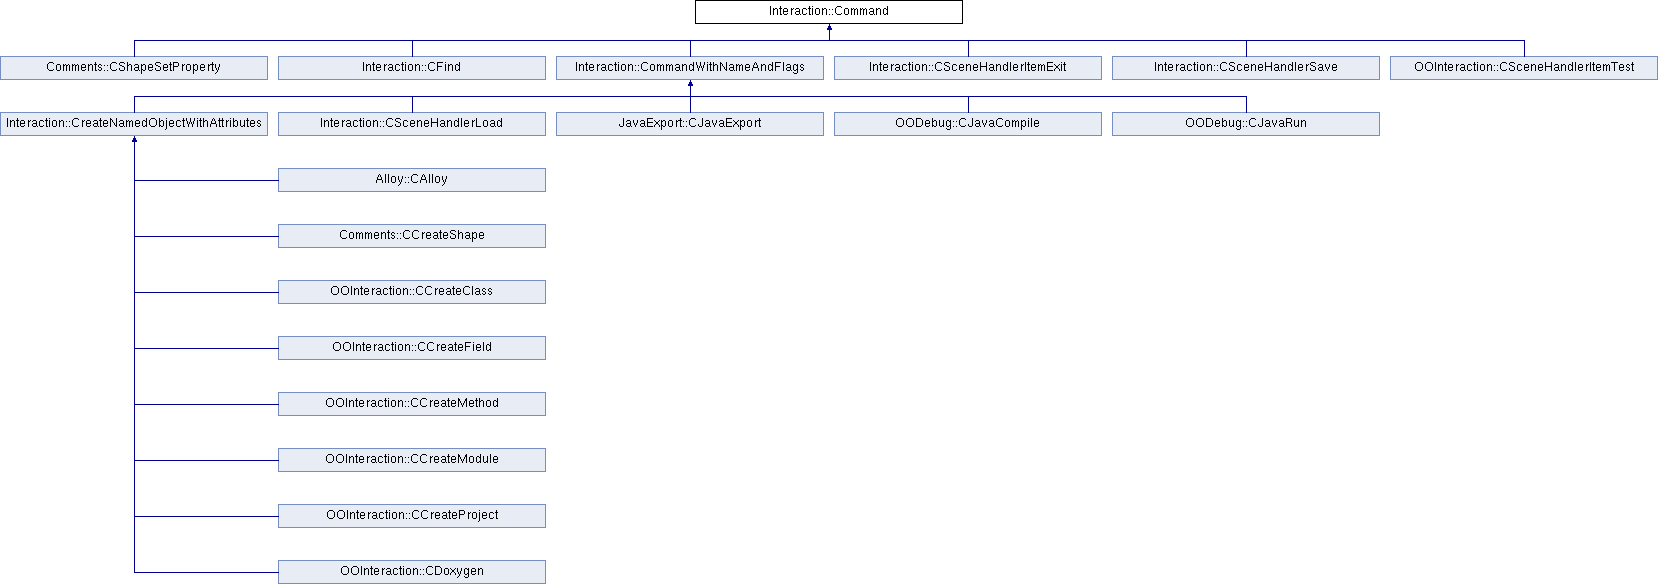 Interaction::Command
Comments::CShapeSetProperty
Interaction::CFind
Interaction::CommandWithNameAndFlags
Interaction::CSceneHandlerItemExit
Interaction::CSceneHandlerSave
OOInteraction::CSceneHandlerItemTest
Interaction::CreateNamedObjectWithAttributes
Interaction::CSceneHandlerLoad
JavaExport::CJavaExport
OODebug::CJavaCompile
OODebug::CJavaRun
Alloy::CAlloy
Comments::CCreateShape
OOInteraction::CCreateClass
OOInteraction::CCreateField
OOInteraction::CCreateMethod
OOInteraction::CCreateModule
OOInteraction::CCreateProject
OOInteraction::CDoxygen